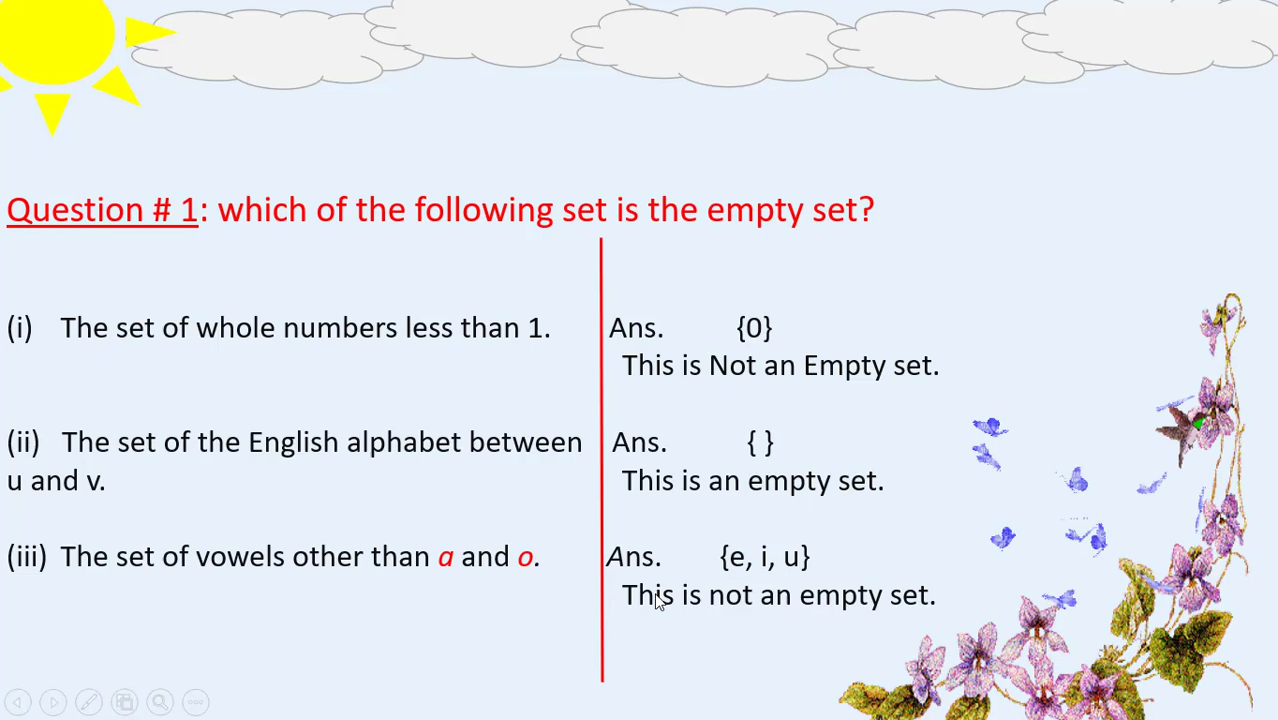 Question # 1: which of the following set is the empty set?
(i) The set of whole numbers less than 1.
Ans. {0}
This is Not an Empty set.
(ii) The set of the English alphabet between
u and v.
Ans. { }
This is an empty set.
(iii) The set of vowels other than a and o.
Ans. {e, i, u}
This is not an empty set.